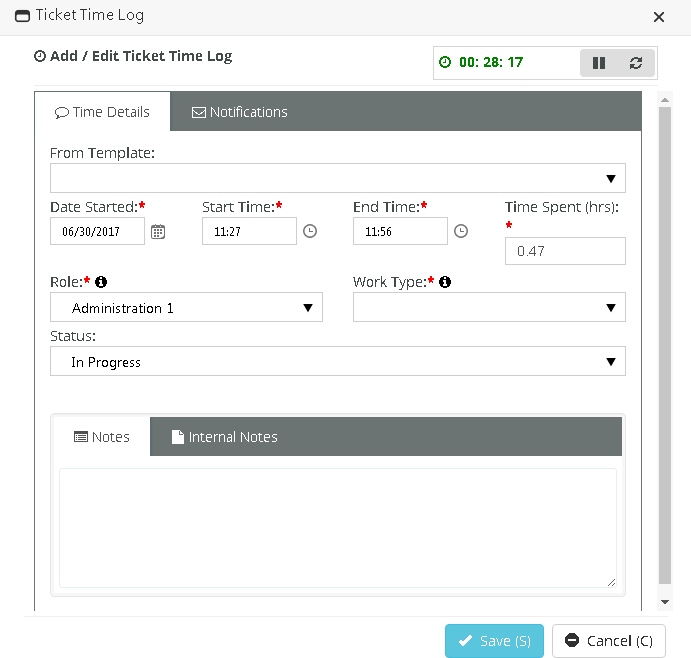 Ticket Time Log
Add / Edit Ticket Time Log
00: 28: 17
Time Details
Notifications
From Template:
Date Started:* Start Time:* End Time:* Time Spent (hrs):
*
06/30/2017 11:27 11:56
0.47
Role:* Work Type:*
Administration 1
Status:
In Progress
Notes Internal Notes
Save (S) Cancel (C)